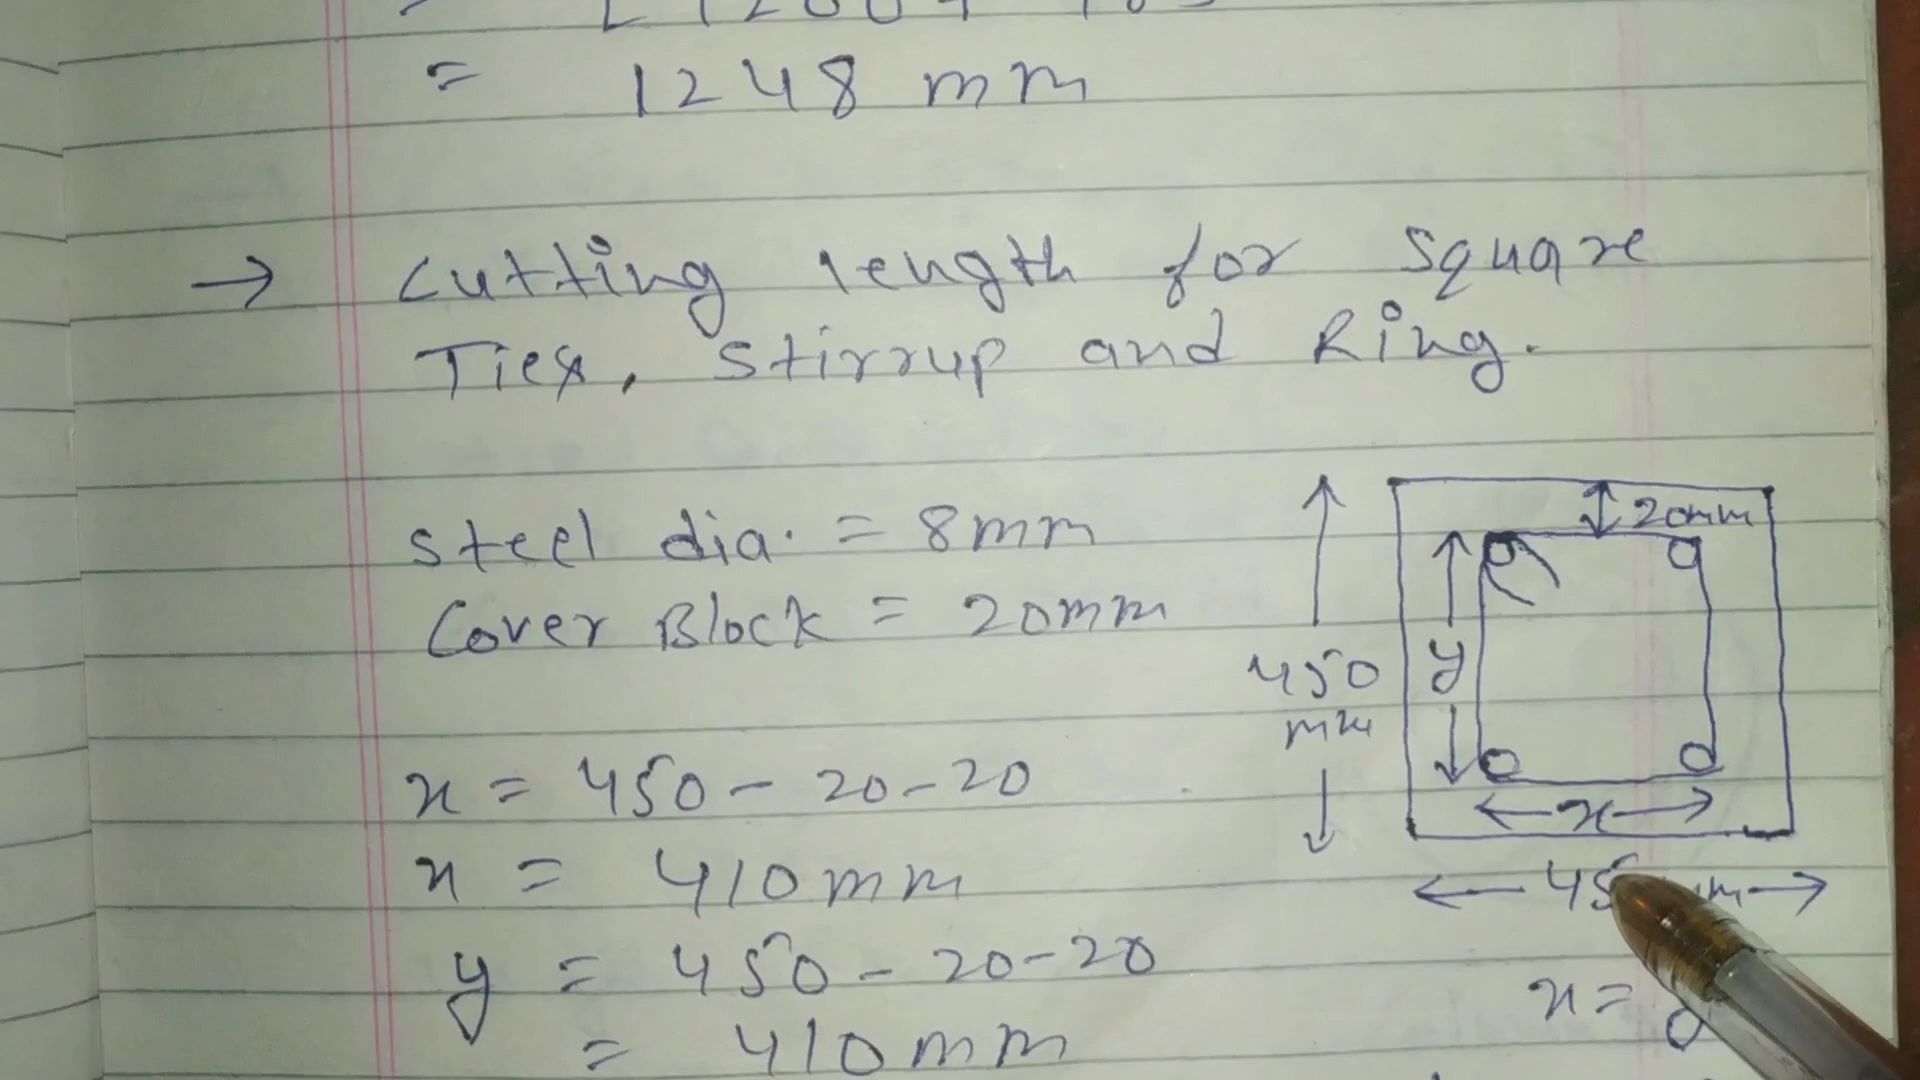 = 1248 mm
→ Cutting length for Square
Ties, Stirrup and Ring.
Steel dia. = 8mm
Cover Block = 20mm
x = 450 - 20 - 20
x = 410mm
y = 450 - 20 - 20
= 410mm
20mm
450
mm
y
x
x =